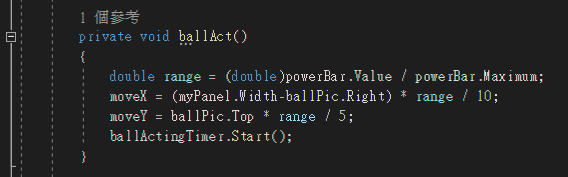 1 個參考
private void ballAct()
{
double range = (double)powerBar.Value / powerBar.Maximum;
moveX = (myPanel.Width-ballPic.Right) * range / 10;
moveY = ballPic.Top * range / 5;
ballActingTimer.Start();
}